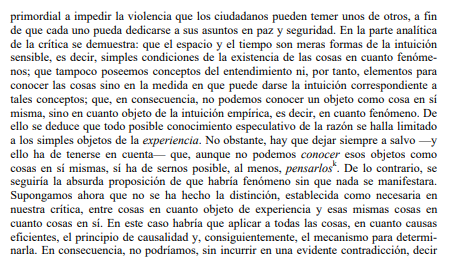 primordial a impedir la violencia que los ciudadanos pueden temer unos de otros, a fin
de que cada uno pueda dedicarse a sus asuntos en paz y seguridad. En la parte analítica
de la crítica se demuestra: que el espacio y el tiempo son meras formas de la intuición
sensible, es decir, simples condiciones de la existencia de las cosas en cuanto fenóme-
nos; que tampoco poseemos conceptos del entendimiento ni, por tanto, elementos para
conocer las cosas sino en la medida en que puede darse la intuición correspondiente a
tales conceptos; que, en consecuencia, no podemos conocer un objeto como cosa en sí
misma, sino en cuanto objeto de la intuición empírica, es decir, en cuanto fenómeno. De
ello se deduce que todo posible conocimiento especulativo de la razón se halla limitado
a los simples objetos de la experiencia. No obstante, hay que dejar siempre a salvo —y
ello ha de tenerse en cuenta— que, aunque no podemos conocer esos objetos como
cosas en sí mismas, sí ha de sernos posible, al menos, pensarlosᵏ. De lo contrario, se
seguiría la absurda proposición de que habría fenómeno sin que nada se manifestara.
Supongamos ahora que no se ha hecho la distinción, establecida como necesaria en
nuestra crítica, entre cosas en cuanto objeto de experiencia y esas mismas cosas en
cuanto cosas en sí. En este caso habría que aplicar a todas las cosas, en cuanto causas
eficientes, el principio de causalidad y, consiguientemente, el mecanismo para determi-
narla. En consecuencia, no podríamos, sin incurrir en una evidente contradicción, decir